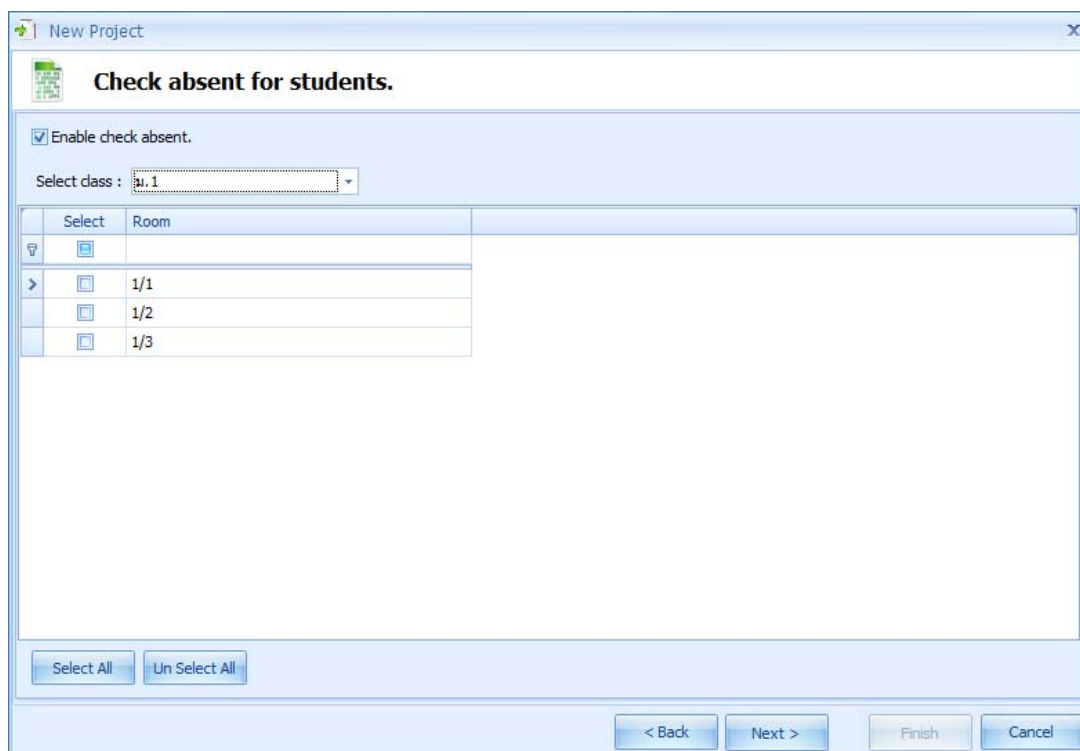 New Project
Check absent for students.
Enable check absent.
Select class : ม.1
Select Room
1/1
1/2
1/3
Select All Un Select All
< Back Next > Finish Cancel